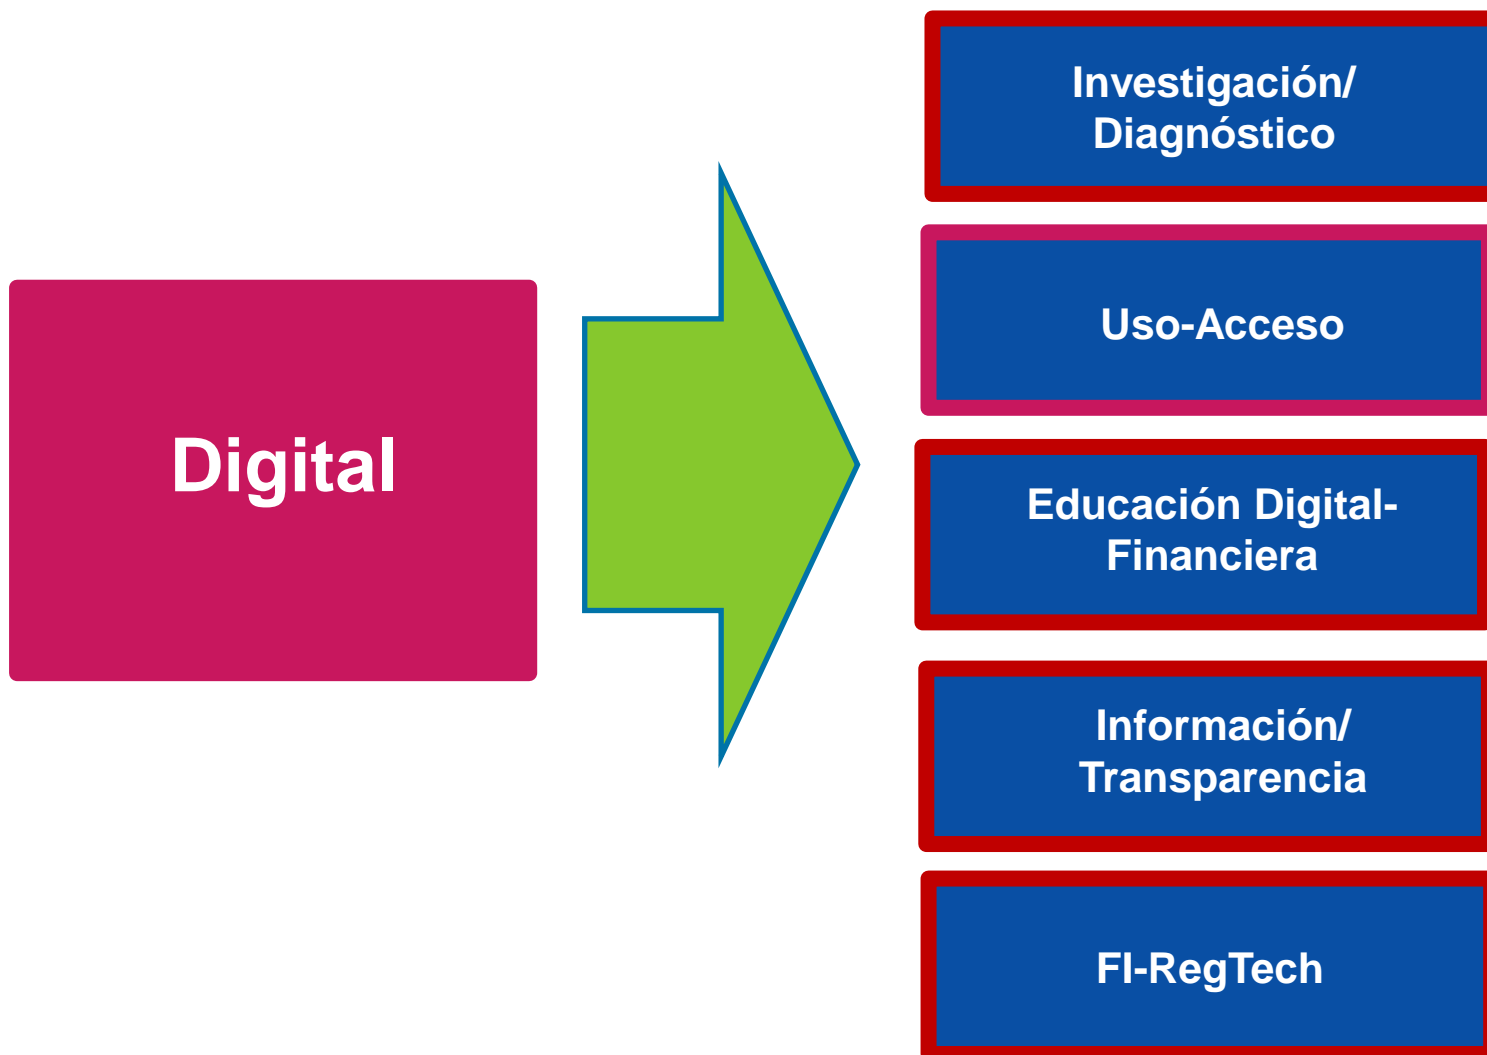 Digital
Investigación/
Diagnóstico
Uso-Acceso
Educación Digital-
Financiera
Información/
Transparencia
FI-RegTech